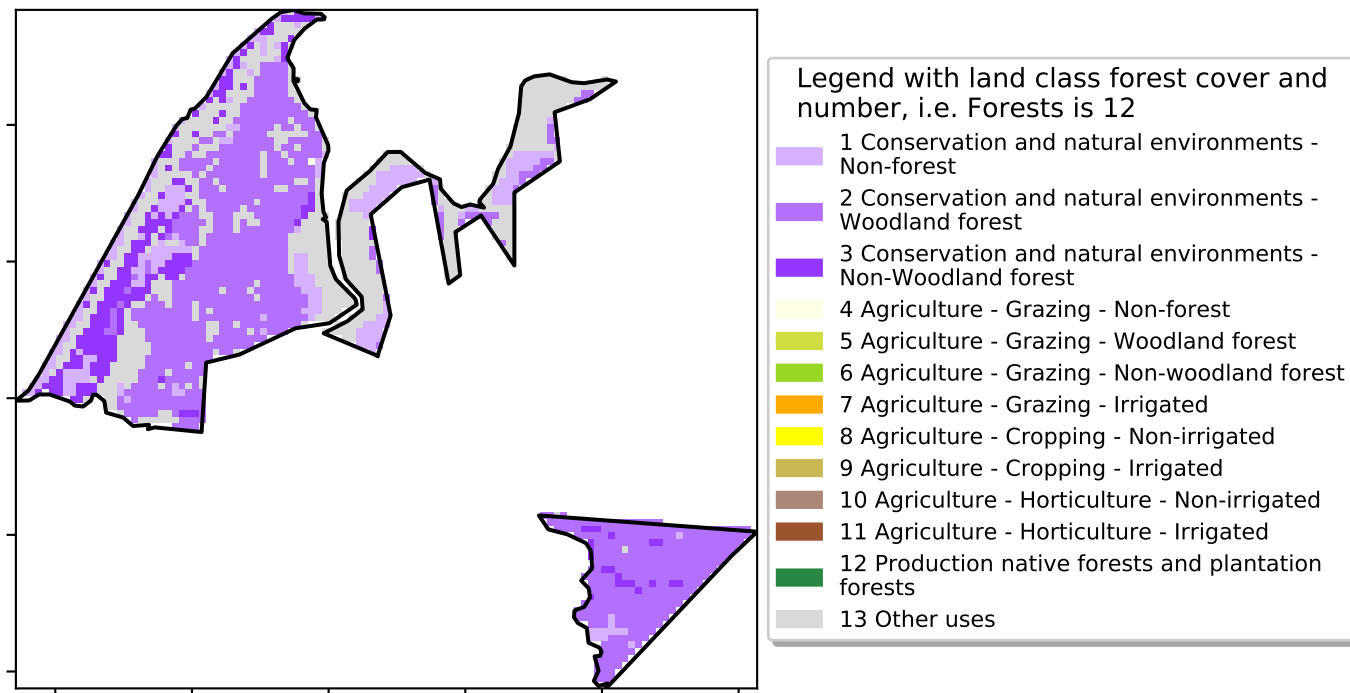 Legend with land class forest cover and
number, i.e. Forests is 12
1 Conservation and natural environments -
Non-forest
2 Conservation and natural environments -
Woodland forest
3 Conservation and natural environments -
Non-Woodland forest
4 Agriculture - Grazing - Non-forest
5 Agriculture - Grazing - Woodland forest
6 Agriculture - Grazing - Non-woodland forest
7 Agriculture - Grazing - Irrigated
8 Agriculture - Cropping - Non-irrigated
9 Agriculture - Cropping - Irrigated
10 Agriculture - Horticulture - Non-irrigated
11 Agriculture - Horticulture - Irrigated
12 Production native forests and plantation
forests
13 Other uses